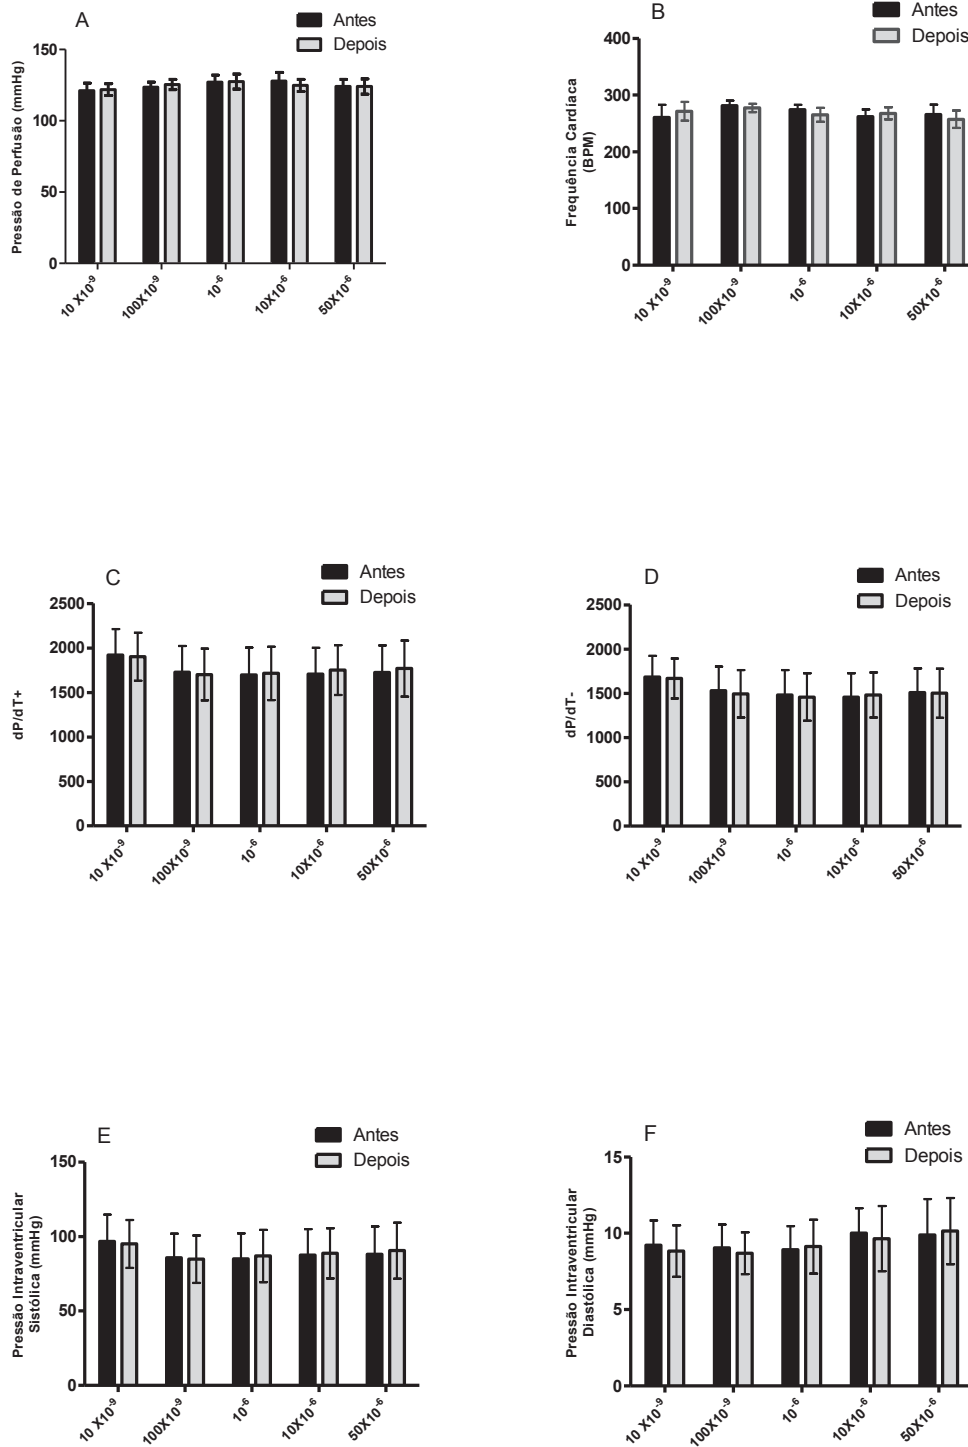 A
Antes
Depois
Pressão de Perfusão (mmHg)
150
100
50
0
10 X10⁻⁹
100X10⁻⁹
10⁻⁶
10X10⁻⁶
50X10⁻⁶
B
Antes
Depois
Frequência Cardíaca
(BPM)
400
300
200
100
0
10 X10⁻⁹
100X10⁻⁹
10⁻⁶
10X10⁻⁶
50X10⁻⁶
C
Antes
Depois
dP/dT+
2500
2000
1500
1000
500
0
10 X10⁻⁹
100X10⁻⁹
10⁻⁶
10X10⁻⁶
50X10⁻⁶
D
Antes
Depois
dP/dT-
2500
2000
1500
1000
500
0
10 X10⁻⁹
100X10⁻⁹
10⁻⁶
10X10⁻⁶
50X10⁻⁶
E
Antes
Depois
Pressão Intraventricular
Sistólica (mmHg)
150
100
50
0
10 X10⁻⁹
100X10⁻⁹
10⁻⁶
10X10⁻⁶
50X10⁻⁶
F
Antes
Depois
Pressão Intraventricular
Diastólica (mmHg)
15
10
5
0
10 X10⁻⁹
100X10⁻⁹
10⁻⁶
10X10⁻⁶
50X10⁻⁶